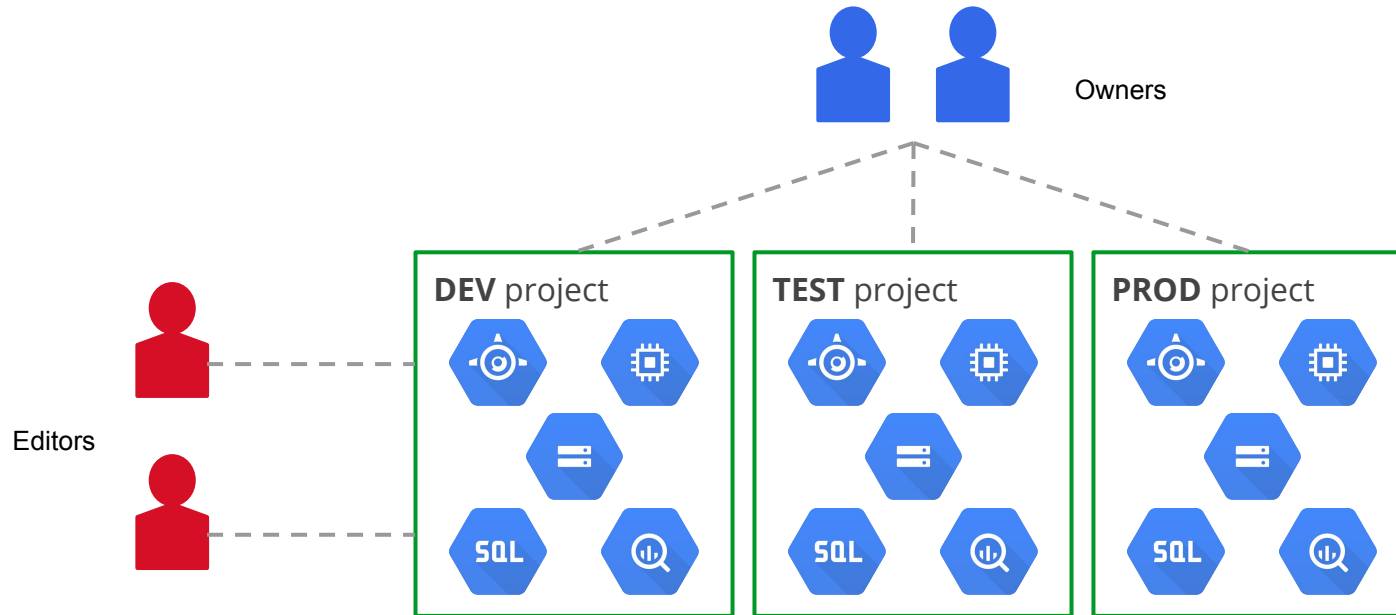 Owners
DEV project
TEST project
PROD project
Editors
SQL
SQL
SQL